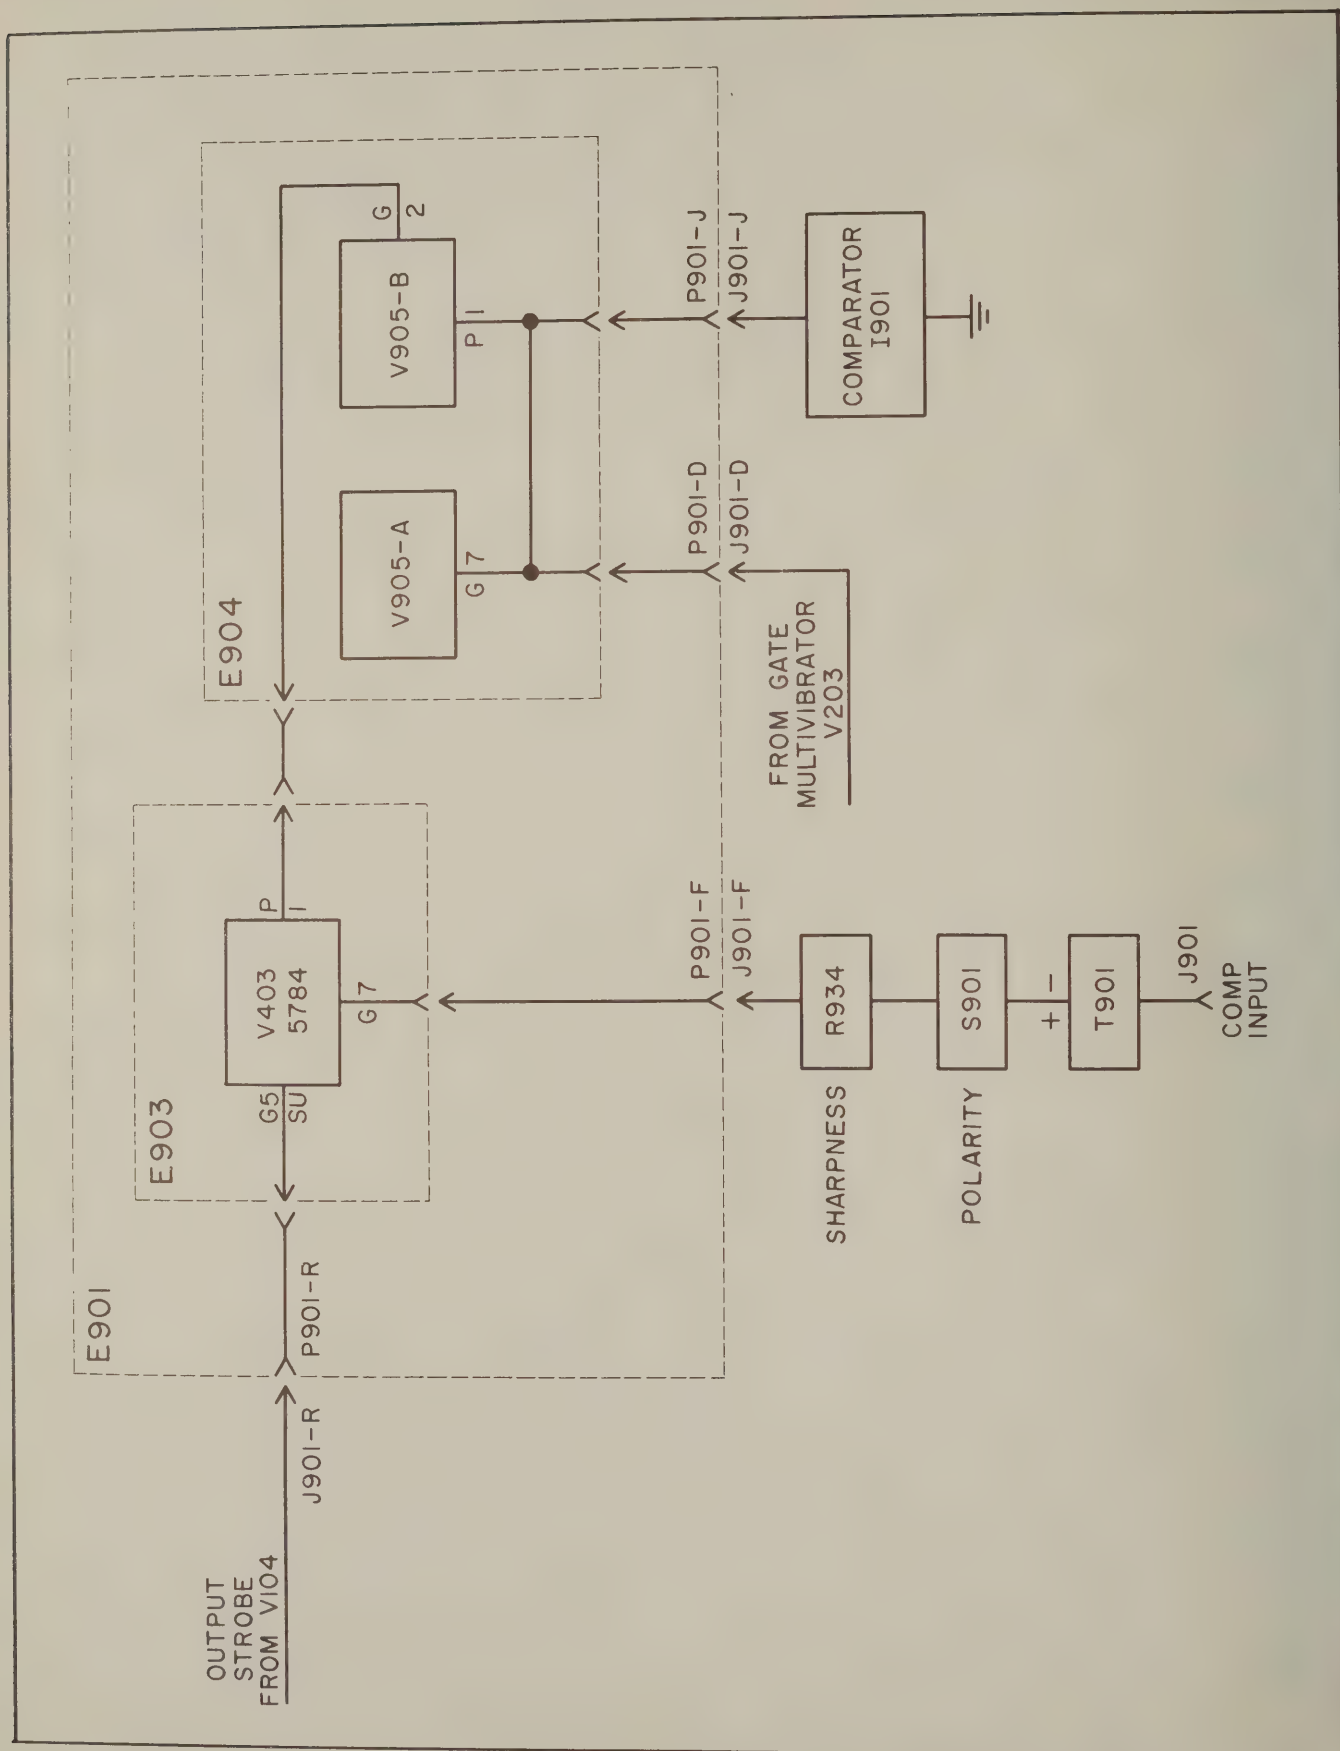 E901
E903
E904
OUTPUT
STROBE
FROM V104
J901-R
P901-R
G5
SU
V403
5784
P
1
G 7
V905-A
G 7
V905-B
P 1
G
2
P901-F
J901-F
P901-D
J901-D
P901-J
J901-J
FROM GATE
MULTIVIBRATOR
V203
COMPARATOR
I901
SHARPNESS
R934
POLARITY
S901
+ -
T901
J901
COMP
INPUT